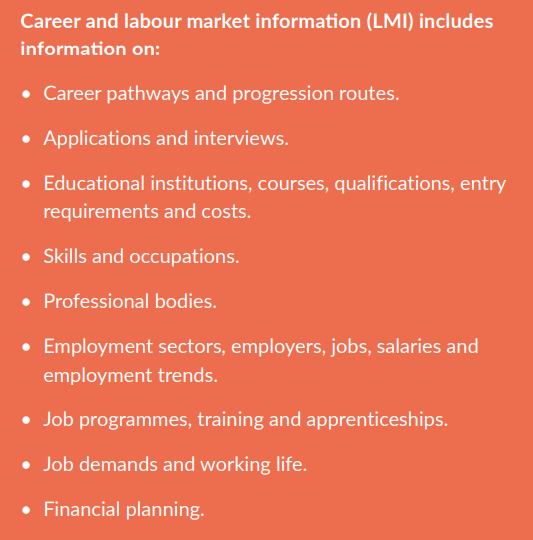 Career and labour market information (LMI) includes
information on:
• Career pathways and progression routes.
• Applications and interviews.
• Educational institutions, courses, qualifications, entry
requirements and costs.
• Skills and occupations.
• Professional bodies.
• Employment sectors, employers, jobs, salaries and
employment trends.
• Job programmes, training and apprenticeships.
• Job demands and working life.
• Financial planning.